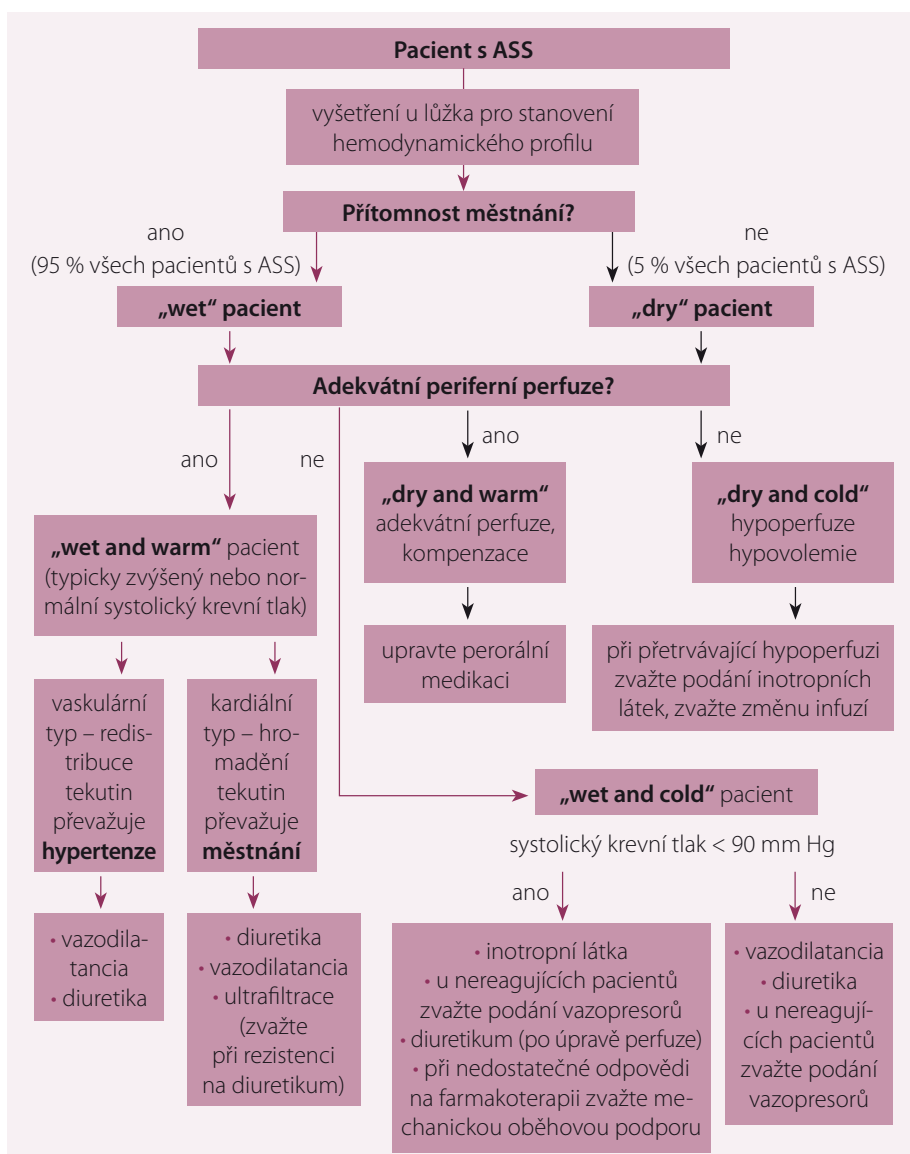 Pacient s ASS
vyšetření u lůžka pro stanovení
hemodynamického profilu
Přítomnost městnání?
ano
(95 % všech pacientů s ASS)
ne
(5 % všech pacientů s ASS)
„wet“ pacient
„dry“ pacient
Adekvátní periferní perfuze?
ano
ne
ano
ne
„wet and warm“ pacient
(typicky zvýšený nebo nor-
mální systolický krevní tlak)
„dry and warm“
adekvátní perfuze,
kompenzace
„dry and cold“
hypoperfuze
hypovolemie
upravte perorální
medikaci
při přetrvávající hypoperfuzi
zvažte podání inotropních
látek, zvažte změnu infuzí
vaskulární
typ – redis-
tribuce
tekutin
převažuje
hypertenze
kardiální
typ – hro-
madění
tekutin
převažuje
městnání
„wet and cold“ pacient
systolický krevní tlak < 90 mm Hg
ano
ne
• vazodila-
tancia
• diuretika
• diuretika
• vazodilatancia
• ultrafiltrace
(zvažte
při rezistenci
na diuretikum)
• inotropní látka
• u nereagujících pacientů
zvažte podání vazopresorů
• diuretikum (po úpravě perfuze)
• při nedostatečné odpovědi
na farmakoterapii zvažte me-
chanickou oběhovou podporu
• vazodilatancia
• diuretika
• u nereagují-
cích pacientů
zvažte podání
vazopresorů